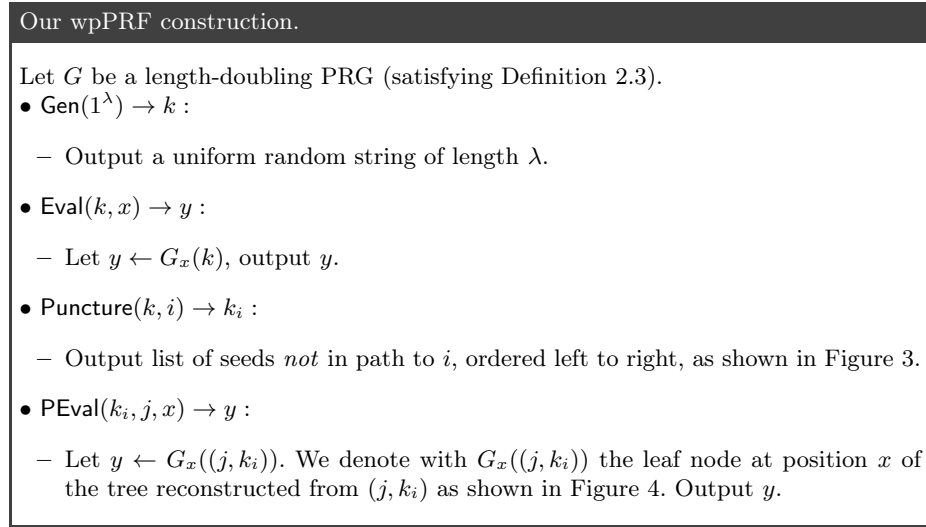 Our wpPRF construction.
Let G be a length-doubling PRG (satisfying Definition 2.3).
• Gen(1^λ) → k :
– Output a uniform random string of length λ.
• Eval(k, x) → y :
– Let y ← G_x(k), output y.
• Puncture(k, i) → k_i :
– Output list of seeds not in path to i, ordered left to right, as shown in Figure 3.
• PEval(k_i, j, x) → y :
– Let y ← G_x((j, k_i)). We denote with G_x((j, k_i)) the leaf node at position x of
the tree reconstructed from (j, k_i) as shown in Figure 4. Output y.